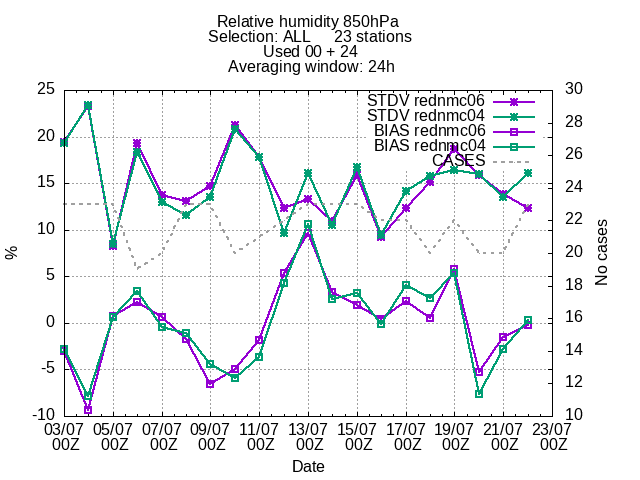 Relative humidity 850hPa
Selection: ALL 23 stations
Used 00 + 24
Averaging window: 24h
STDV rednmc06
STDV rednmc04
BIAS rednmc06
BIAS rednmc04
CASES
25
20
15
10
5
0
-5
-10
%
30
28
26
24
22
20
18
16
14
12
10
No cases
03/07 05/07 07/07 09/07 11/07 13/07 15/07 17/07 19/07 21/07 23/07
00Z 00Z 00Z 00Z 00Z 00Z 00Z 00Z 00Z 00Z 00Z
Date